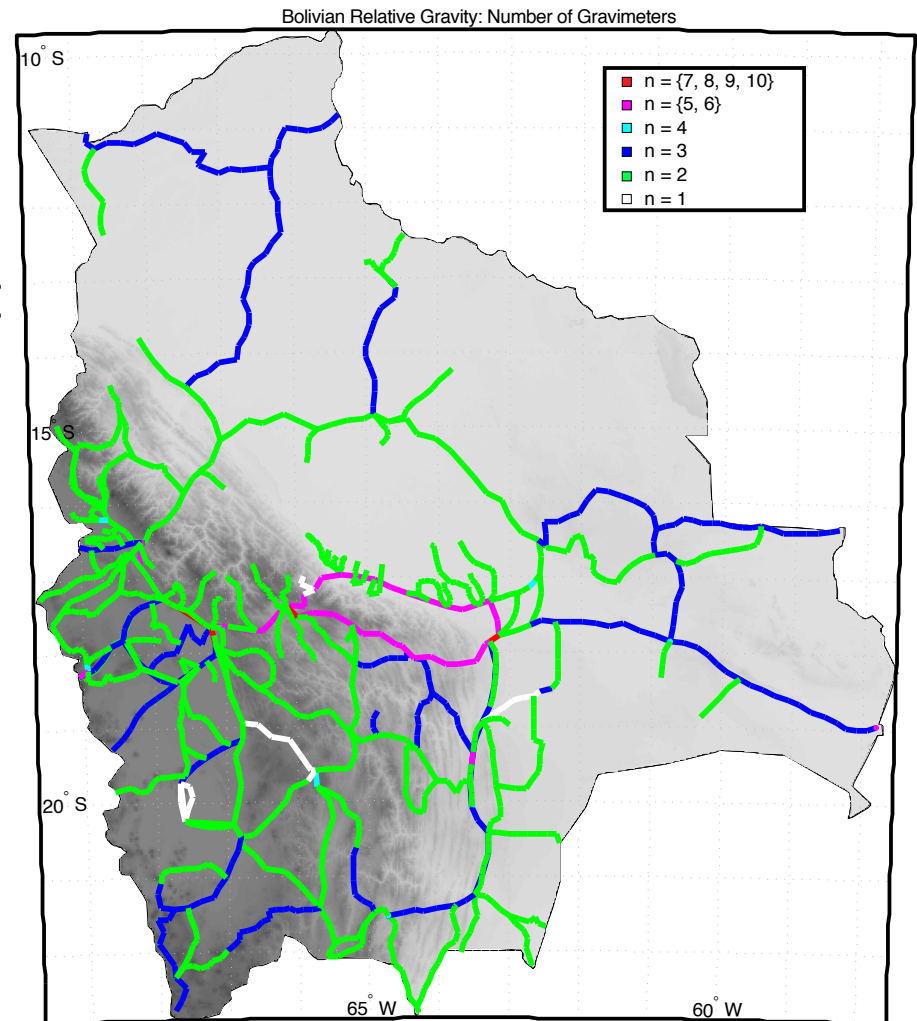 Bolivian Relative Gravity: Number of Gravimeters
10° S
n = {7, 8, 9, 10}
n = {5, 6}
n = 4
n = 3
n = 2
n = 1
15° S
20° S
65° W
60° W